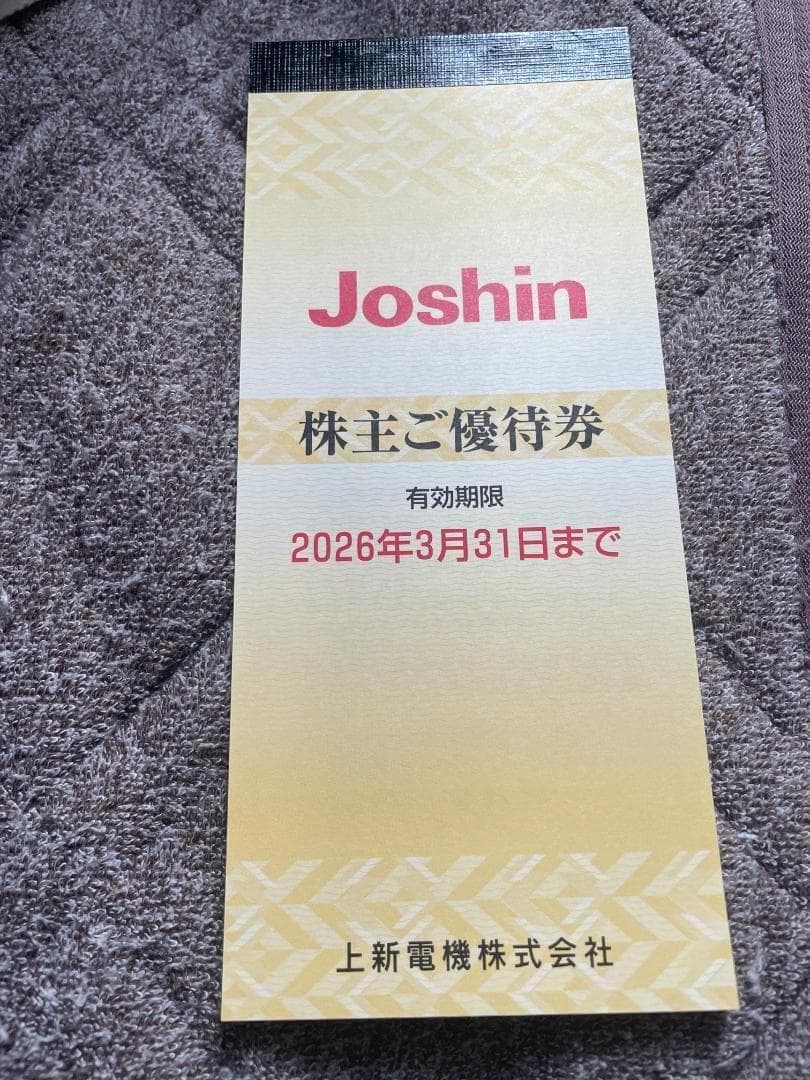 Joshin
株主ご優待券
有効期限
2026年3月31日まで
上新電機株式会社